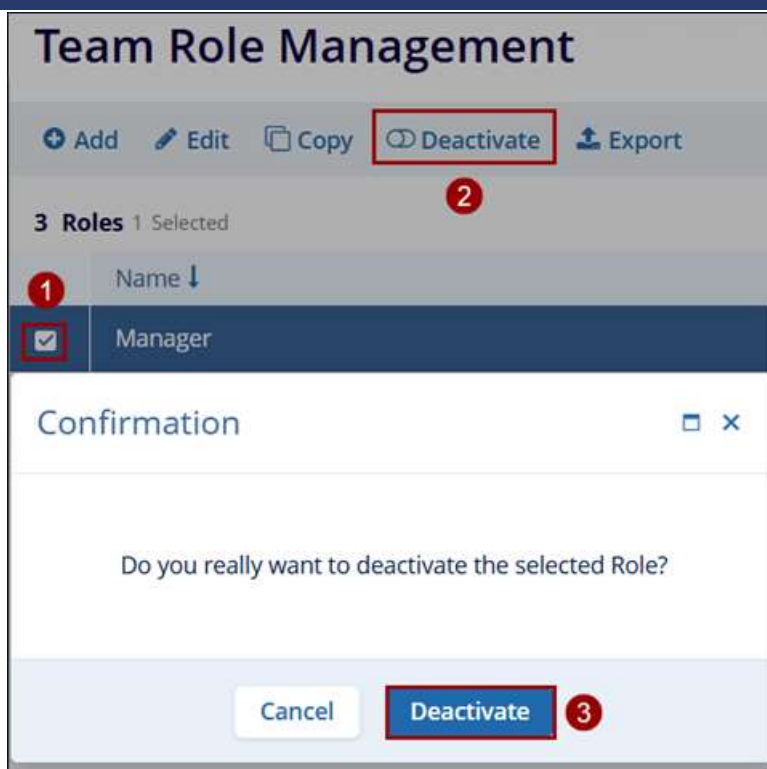 Team Role Management
Add Edit Copy Deactivate Export
2
3 Roles 1 Selected
Name
1
Manager
Confirmation
Do you really want to deactivate the selected Role?
Cancel Deactivate 3